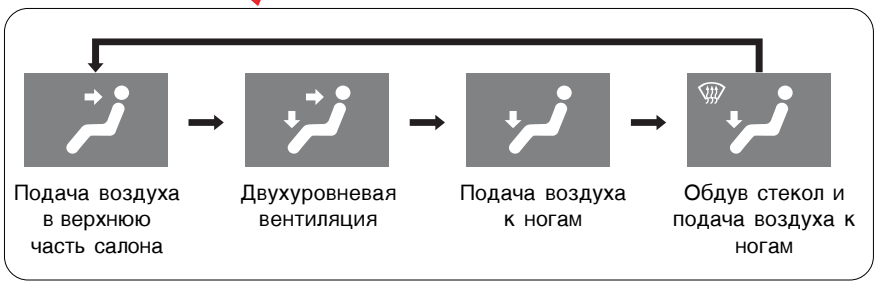 Подача воздуха
в верхнюю
часть салона
Двухуровневая
вентиляция
Подача воздуха
к ногам
Обдув стекол и
подача воздуха к
ногам